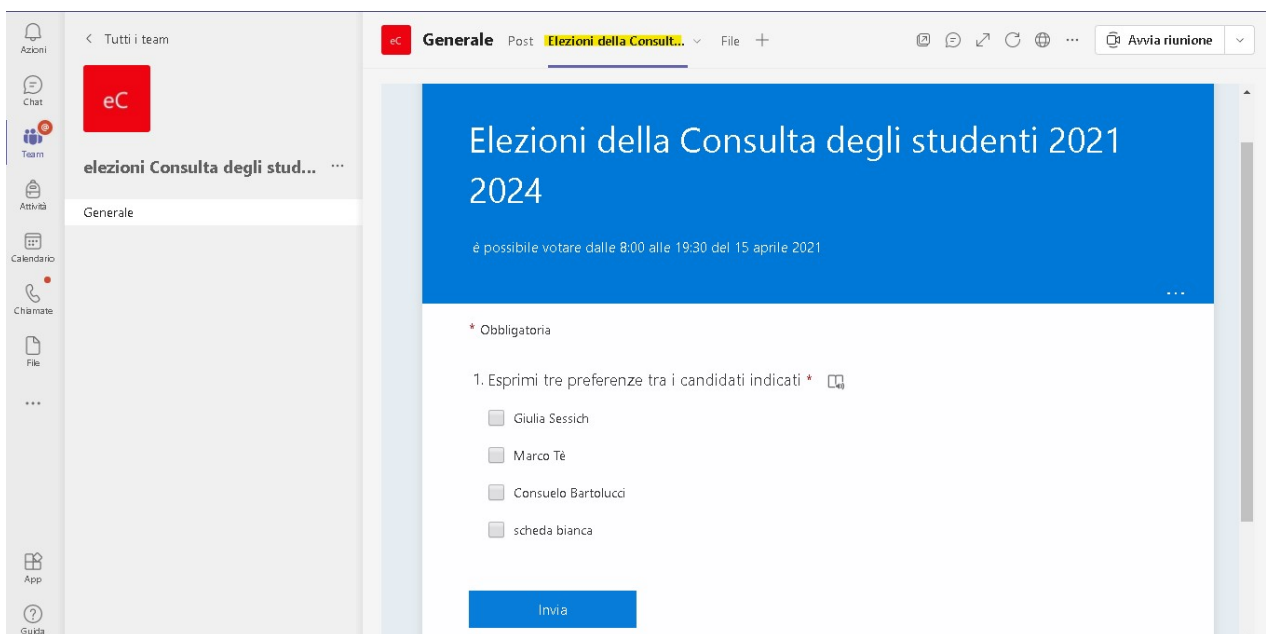 Azioni
Chat
Team
Attività
Calendario
Chiamate
File
App
Guida
Tutti i team
eC
elezioni Consulta degli stud...
Generale
eC
Generale Post Elezioni della Consult... File
Avvia riunione
Elezioni della Consulta degli studenti 2021
2024
è possibile votare dalle 8:00 alle 19:30 del 15 aprile 2021
* Obbligatoria
1. Esprimi tre preferenze tra i candidati indicati *
Giulia Sessich
Marco Tè
Consuelo Bartolucci
scheda bianca
Invia